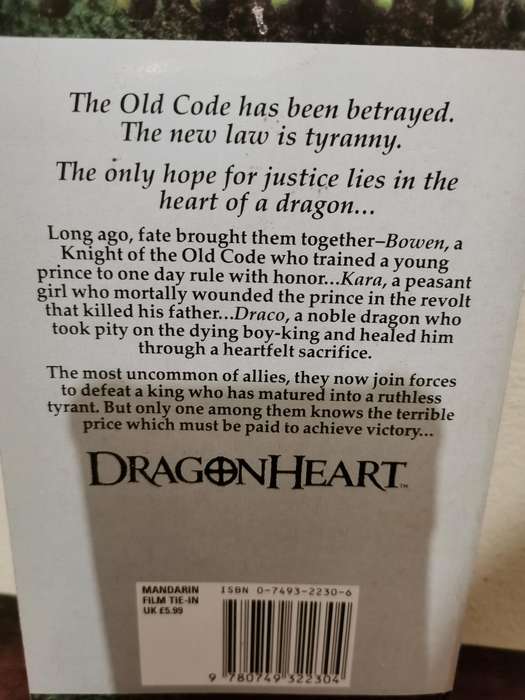 The Old Code has been betrayed.
The new law is tyranny.
The only hope for justice lies in the
heart of a dragon...
Long ago, fate brought them together–Bowen, a
Knight of the Old Code who trained a young
prince to one day rule with honor...Kara, a peasant
girl who mortally wounded the prince in the revolt
that killed his father...Draco, a noble dragon who
took pity on the dying boy-king and healed him
through a heartfelt sacrifice.
The most uncommon of allies, they now join forces
to defeat a king who has matured into a ruthless
tyrant. But only one among them knows the terrible
price which must be paid to achieve victory...
DRAGONHEART™
MANDARIN
FILM TIE-IN
UK £5.99
ISBN 0-7493-2230-6
9 780749 322304